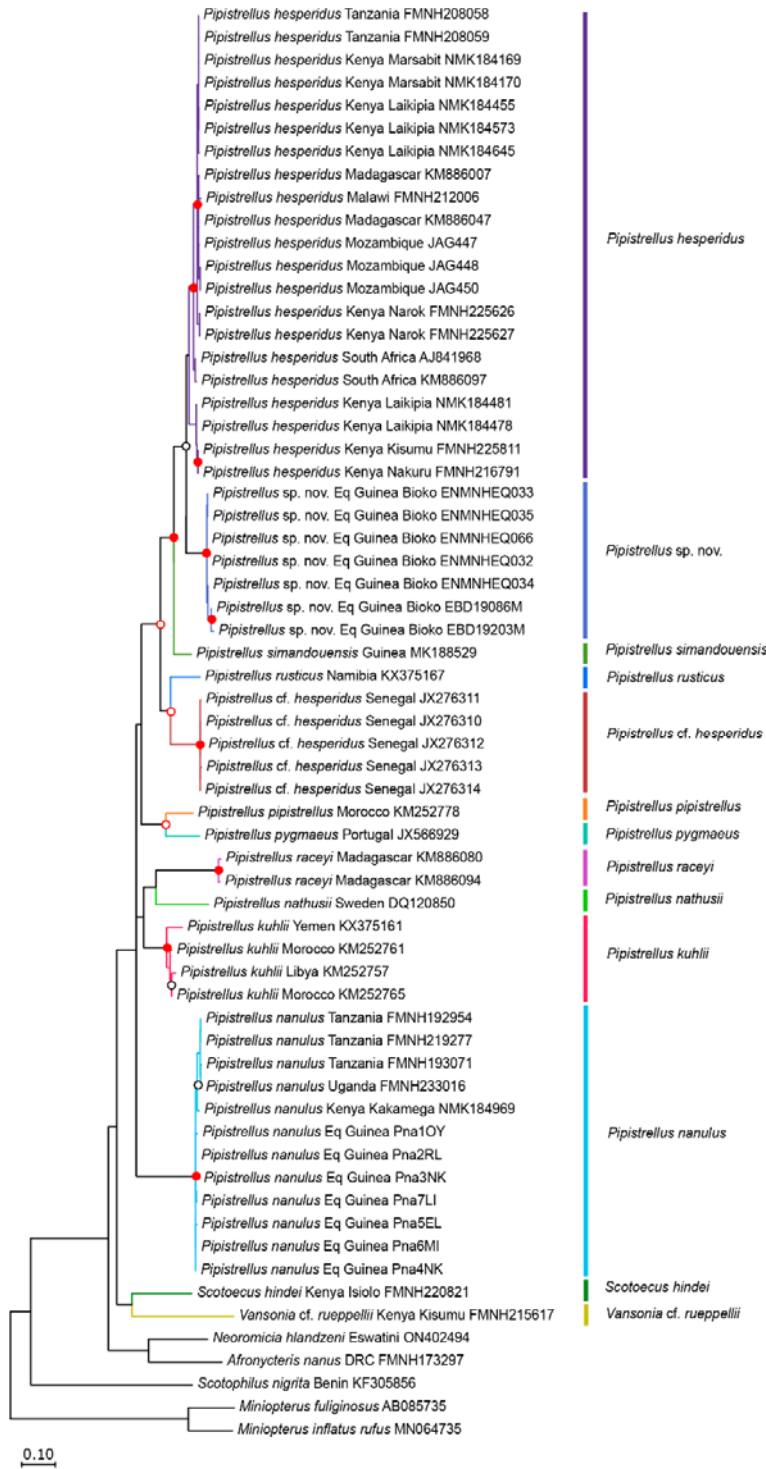 Pipistrellus hesperidus Tanzania FMNH208058
Pipistrellus hesperidus Tanzania FMNH208059
Pipistrellus hesperidus Kenya Marsabit NMK184169
Pipistrellus hesperidus Kenya Marsabit NMK184170
Pipistrellus hesperidus Kenya Laikipia NMK184455
Pipistrellus hesperidus Kenya Laikipia NMK184573
Pipistrellus hesperidus Kenya Laikipia NMK184645
Pipistrellus hesperidus Madagascar KM886007
Pipistrellus hesperidus Malawi FMNH212006
Pipistrellus hesperidus Madagascar KM886047
Pipistrellus hesperidus Mozambique JAG447
Pipistrellus hesperidus Mozambique JAG448
Pipistrellus hesperidus Mozambique JAG450
Pipistrellus hesperidus Kenya Narok FMNH225626
Pipistrellus hesperidus Kenya Narok FMNH225627
Pipistrellus hesperidus South Africa AJ841968
Pipistrellus hesperidus South Africa KM886097
Pipistrellus hesperidus Kenya Laikipia NMK184481
Pipistrellus hesperidus Kenya Laikipia NMK184478
Pipistrellus hesperidus Kenya Kisumu FMNH225811
Pipistrellus hesperidus Kenya Nakuru FMNH216791
Pipistrellus sp. nov. Eq Guinea Bioko ENMNHEQ033
Pipistrellus sp. nov. Eq Guinea Bioko ENMNHEQ035
Pipistrellus sp. nov. Eq Guinea Bioko ENMNHEQ066
Pipistrellus sp. nov. Eq Guinea Bioko ENMNHEQ032
Pipistrellus sp. nov. Eq Guinea Bioko ENMNHEQ034
Pipistrellus sp. nov. Eq Guinea Bioko EBD19086M
Pipistrellus sp. nov. Eq Guinea Bioko EBD19203M
Pipistrellus simandouensis Guinea MK188529
Pipistrellus rusticus Namibia KX375167
Pipistrellus cf. hesperidus Senegal JX276311
Pipistrellus cf. hesperidus Senegal JX276310
Pipistrellus cf. hesperidus Senegal JX276312
Pipistrellus cf. hesperidus Senegal JX276313
Pipistrellus cf. hesperidus Senegal JX276314
Pipistrellus pipistrellus Morocco KM252778
Pipistrellus pygmaeus Portugal JX566929
Pipistrellus raceyi Madagascar KM886080
Pipistrellus raceyi Madagascar KM886094
Pipistrellus nathusii Sweden DQ120850
Pipistrellus kuhlii Yemen KX375161
Pipistrellus kuhlii Morocco KM252761
Pipistrellus kuhlii Libya KM252757
Pipistrellus kuhlii Morocco KM252765
Pipistrellus nanulus Tanzania FMNH192954
Pipistrellus nanulus Tanzania FMNH219277
Pipistrellus nanulus Tanzania FMNH193071
Pipistrellus nanulus Uganda FMNH233016
Pipistrellus nanulus Kenya Kakamega NMK184969
Pipistrellus nanulus Eq Guinea Pna1OY
Pipistrellus nanulus Eq Guinea Pna2RL
Pipistrellus nanulus Eq Guinea Pna3NK
Pipistrellus nanulus Eq Guinea Pna7LI
Pipistrellus nanulus Eq Guinea Pna5EL
Pipistrellus nanulus Eq Guinea Pna6MI
Pipistrellus nanulus Eq Guinea Pna4NK
Scotoecus hindei Kenya Isiolo FMNH220821
Vansonia cf. rueppellii Kenya Kisumu FMNH215617
Neoromicia hlandzeni Eswatini ON402494
Afronycteris nanus DRC FMNH173297
Scotophilus nigrita Benin KF305856
Miniopterus fuliginosus AB085735
Miniopterus inflatus rufus MN064735
0.10
Pipistrellus hesperidus
Pipistrellus sp. nov.
Pipistrellus simandouensis
Pipistrellus rusticus
Pipistrellus cf. hesperidus
Pipistrellus pipistrellus
Pipistrellus pygmaeus
Pipistrellus raceyi
Pipistrellus nathusii
Pipistrellus kuhlii
Pipistrellus nanulus
Scotoecus hindei
Vansonia cf. rueppellii